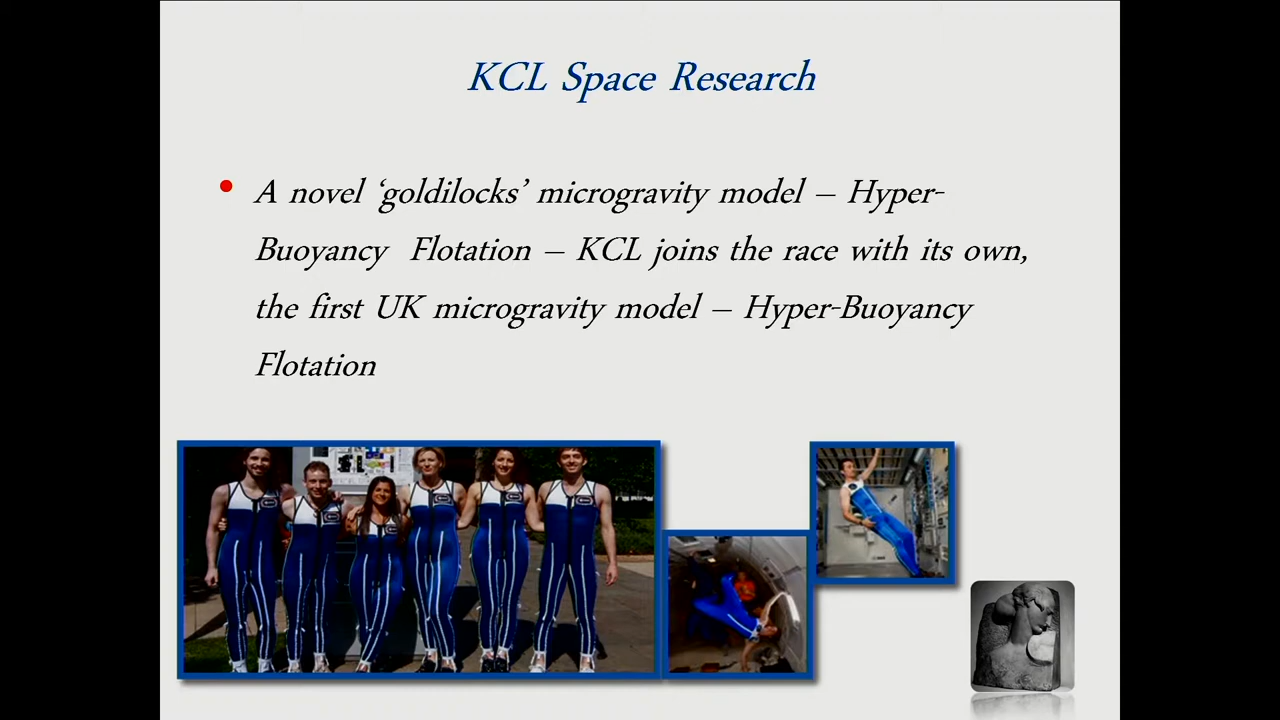 KCL Space Research
A novel ‘goldilocks’ microgravity model – Hyper-
Buoyancy Flotation – KCL joins the race with its own,
the first UK microgravity model – Hyper-Buoyancy
Flotation